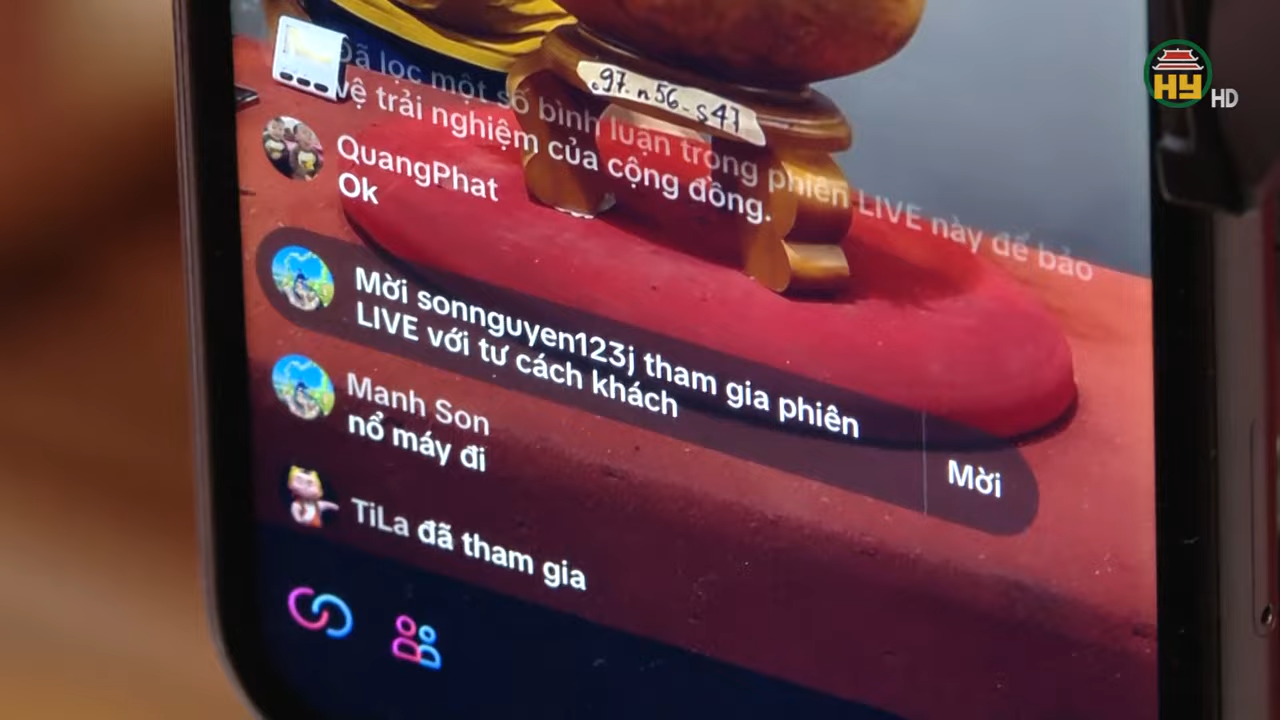 HY HD
c97-n56-s47
Đã lọc một số bình luận trong phiên LIVE này để bảo
vệ trải nghiệm của cộng đồng.
QuangPhat
Ok
Mời sonnguyen123j tham gia phiên
LIVE với tư cách khách
Mời
Manh Son
nổ máy đi
TiLa đã tham gia